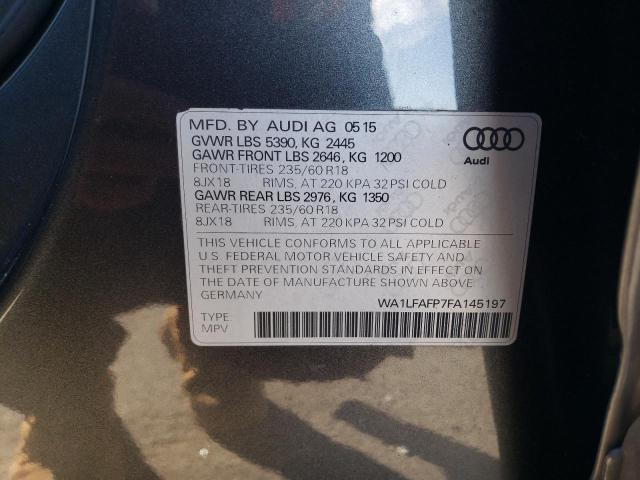 MFD. BY AUDI AG 05 15
GVWR LBS 5390, KG 2445
GAWR FRONT LBS 2646, KG 1200
FRONT-TIRES 235/60 R18
8JX18 RIMS, AT 220 KPA 32 PSI COLD
GAWR REAR LBS 2976, KG 1350
REAR-TIRES 235/60 R18
8JX18 RIMS, AT 220 KPA 32 PSI COLD
Audi
THIS VEHICLE CONFORMS TO ALL APPLICABLE
U.S. FEDERAL MOTOR VEHICLE SAFETY AND
THEFT PREVENTION STANDARDS IN EFFECT ON
THE DATE OF MANUFACTURE SHOWN ABOVE
GERMANY
WA1LFAFP7FA145197
TYPE:
MPV